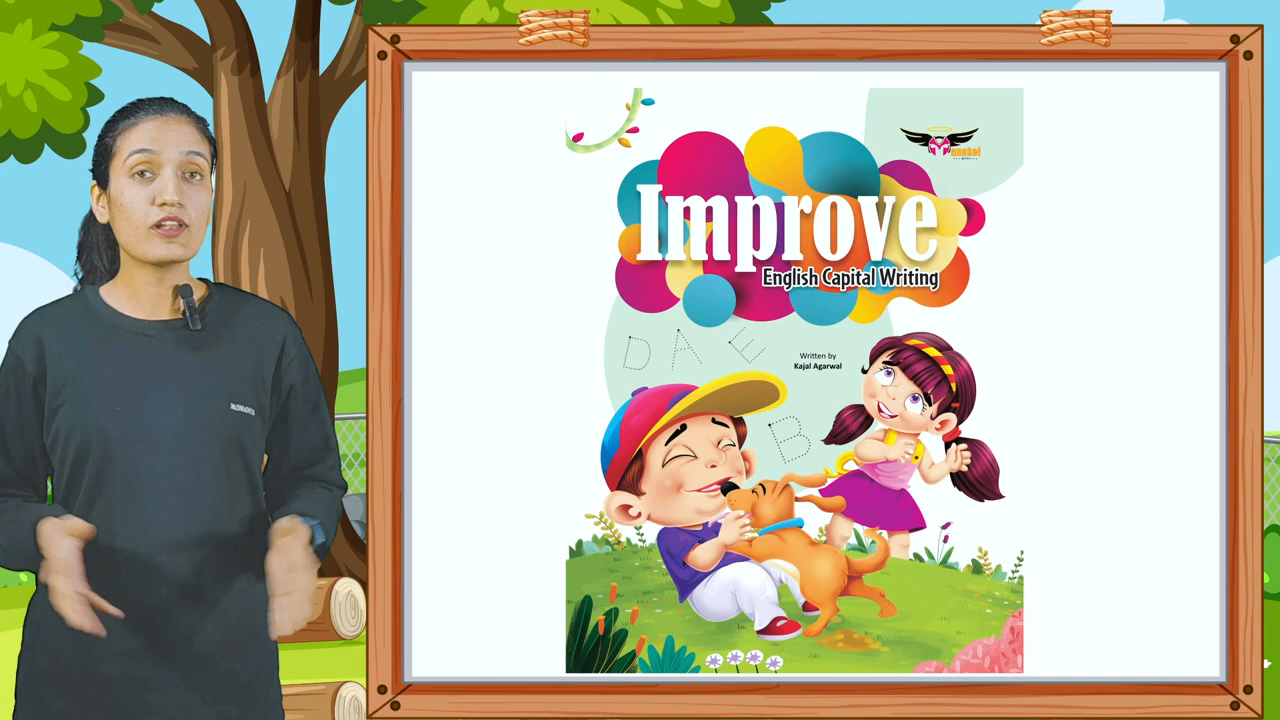 Improve
English Capital Writing
D A E
Written by
Kajal Agarwal
B